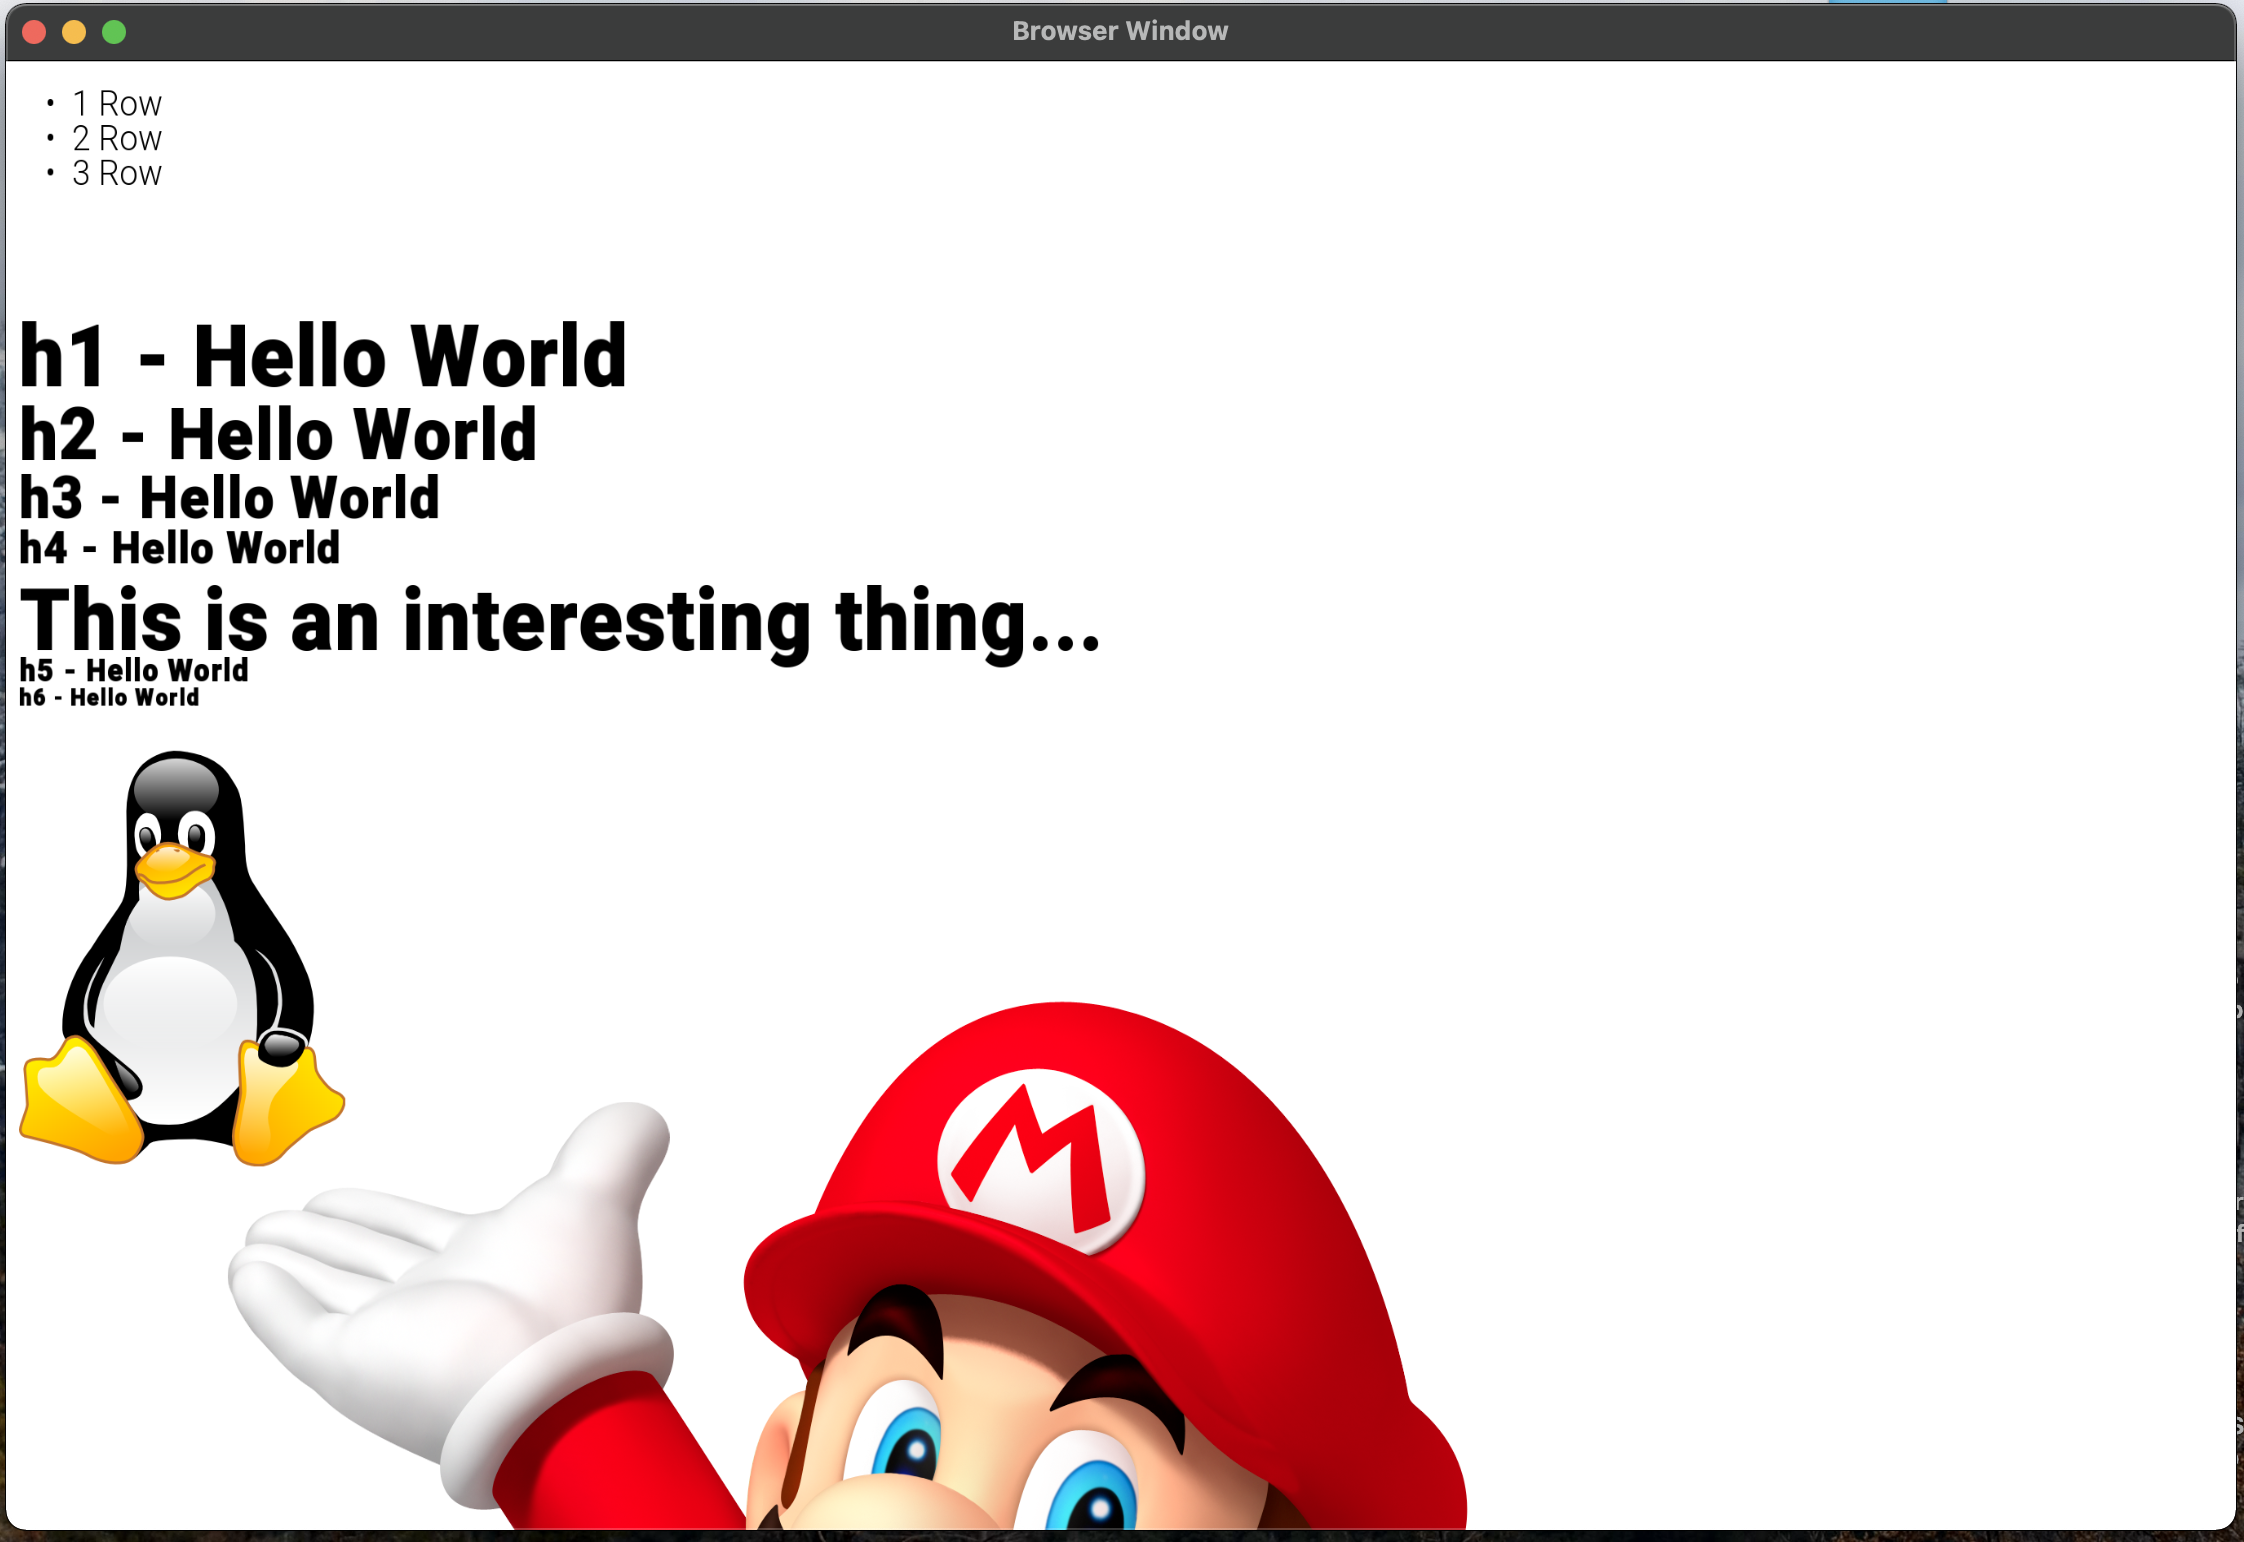 Browser Window
• 1 Row
• 2 Row
• 3 Row
h1 - Hello World
h2 - Hello World
h3 - Hello World
h4 - Hello World
This is an interesting thing...
h5 - Hello World
h6 - Hello World
M